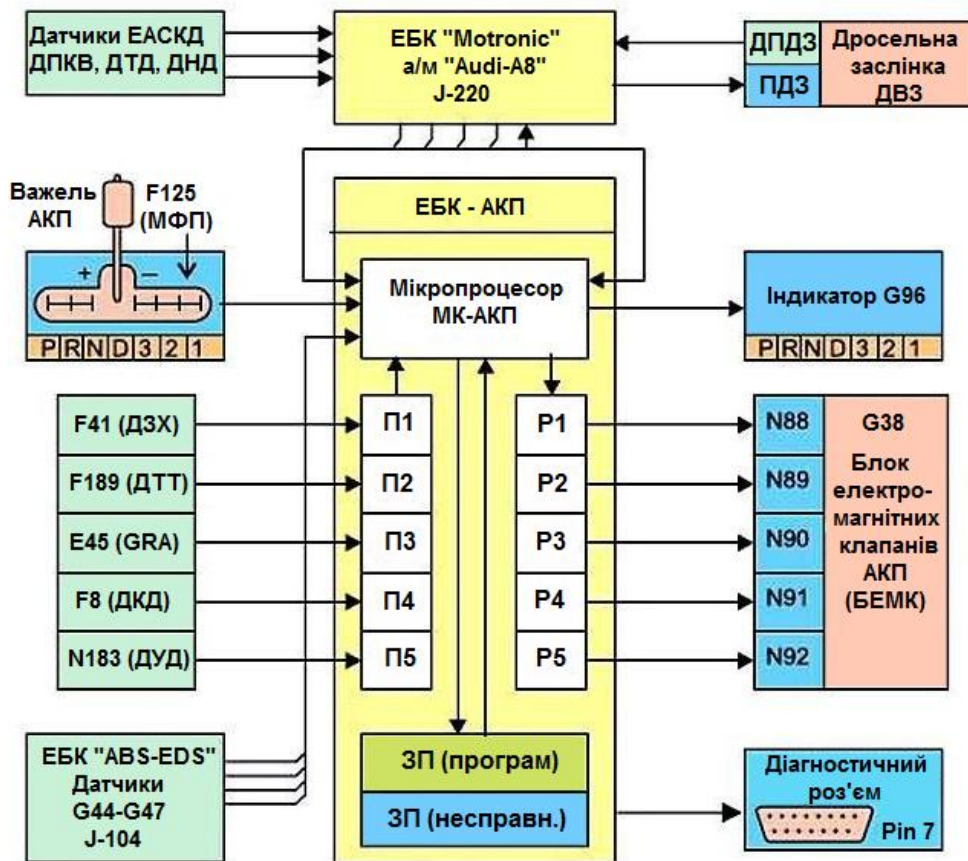 Датчики ЕАСКД
ДПКВ, ДТД, ДНД
ЕБК "Motronic"
а/м "Audi-A8"
J-220
ДПДЗ
ПДЗ
Дросельна
заслінка
ДВЗ
Важель
АКП
F125
(МФП)
+ −
P R N D 3 2 1
ЕБК - АКП
Мікропроцесор
МК-АКП
Індикатор G96
P R N D 3 2 1
F41 (ДЗХ)
F189 (ДТТ)
E45 (GRA)
F8 (ДКД)
N183 (ДУД)
П1
П2
П3
П4
П5
Р1
Р2
Р3
Р4
Р5
N88
N89
N90
N91
N92
G38
Блок
електро-
магнітних
клапанів
АКП
(БЕМК)
ЕБК "ABS-EDS"
Датчики
G44-G47
J-104
ЗП (програм)
ЗП (несправн.)
Діагностичний
роз'єм
Pin 7